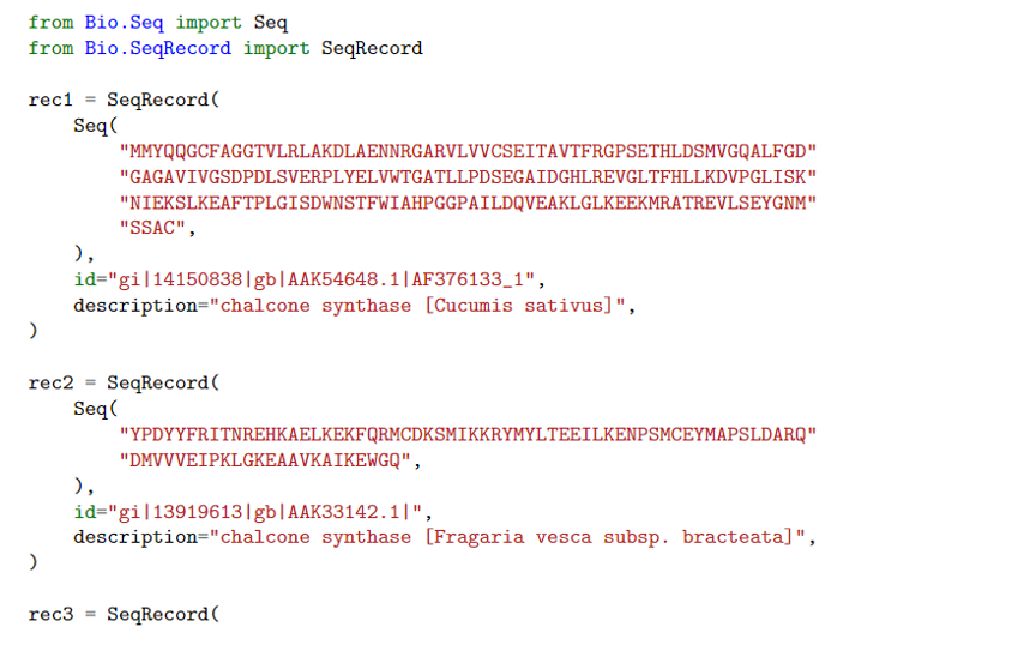 from Bio.Seq import Seq
from Bio.SeqRecord import SeqRecord

rec1 = SeqRecord(
    Seq(
        "MMYQQGCFAGGTVLRLAKDLAENNRGARVLVVCSEITAVTFRGPSETHLDSMVGQALFGD"
        "GAGAVIVGSDPDLSVERPLYELVWTGATLLPDSEGAIDGHLREVGLTFHLLKDVPGLISK"
        "NIEKSLKEAFTPLGISDWNSTFWIAHPGGPAILDQVEAKLGLKEEKMRATREVLSEYGNM"
        "SSAC",
    ),
    id="gi|14150838|gb|AAK54648.1|AF376133_1",
    description="chalcone synthase [Cucumis sativus]",
)

rec2 = SeqRecord(
    Seq(
        "YPDYYFRITNREHKAELKEKFQRMCDKSMIKKRYMYLTEEILKENPSMCEYMAPSLDARQ"
        "DMVVVEIPKLGKEAAVKAIKEWGQ",
    ),
    id="gi|13919613|gb|AAK33142.1|",
    description="chalcone synthase [Fragaria vesca subsp. bracteata]",
)

rec3 = SeqRecord(